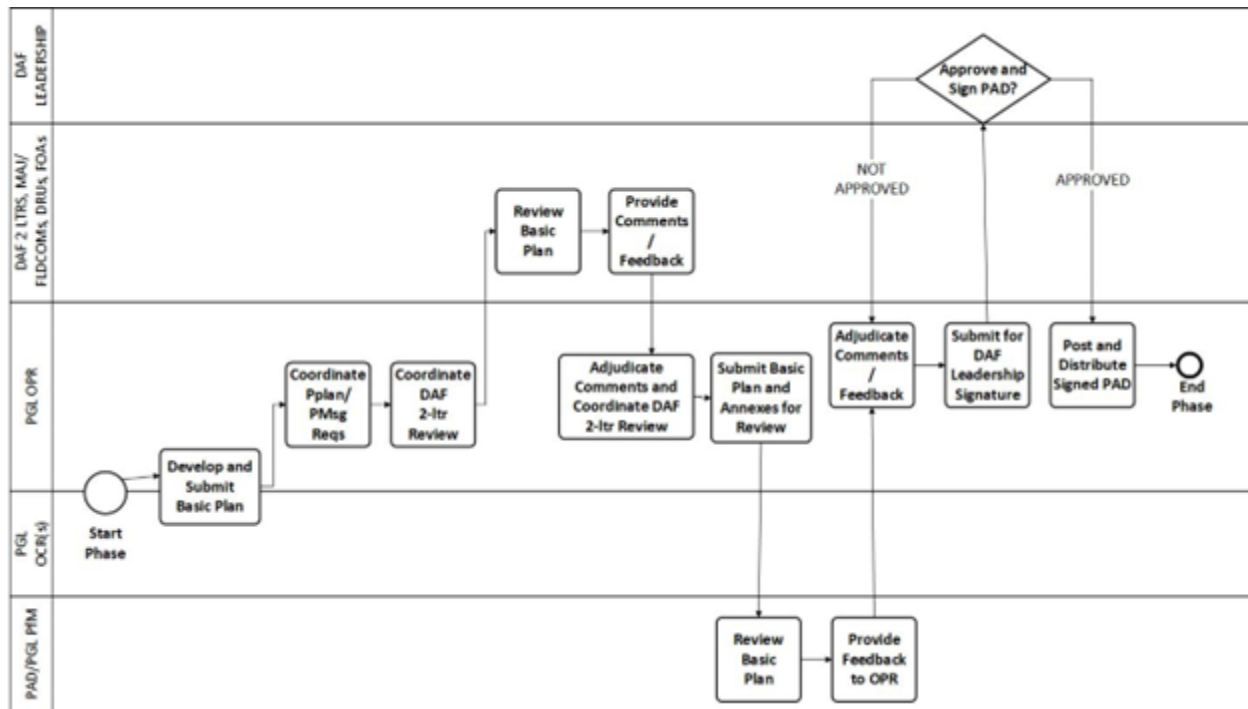 DAF
LEADERSHIP
Approve and
Sign PAD?
DAF 2 LTRS, MAJ/
FLDCOMs, DRUs, FOAs
NOT
APPROVED
APPROVED
Review
Basic
Plan
Provide
Comments
/
Feedback
PGL OPR
Coordinate
Pplan/
PMsg
Reqs
Coordinate
DAF
2-ltr
Review
Adjudicate
Comments and
Coordinate DAF
2-ltr Review
Submit Basic
Plan and
Annexes for
Review
Adjudicate
Comments
/
Feedback
Submit for
DAF
Leadership
Signature
Post and
Distribute
Signed PAD
End
Phase
Develop and
Submit
Basic Plan
Start
Phase
PGL
OCR(s)
PAD/PGL PfM
Review
Basic
Plan
Provide
Feedback
to OPR